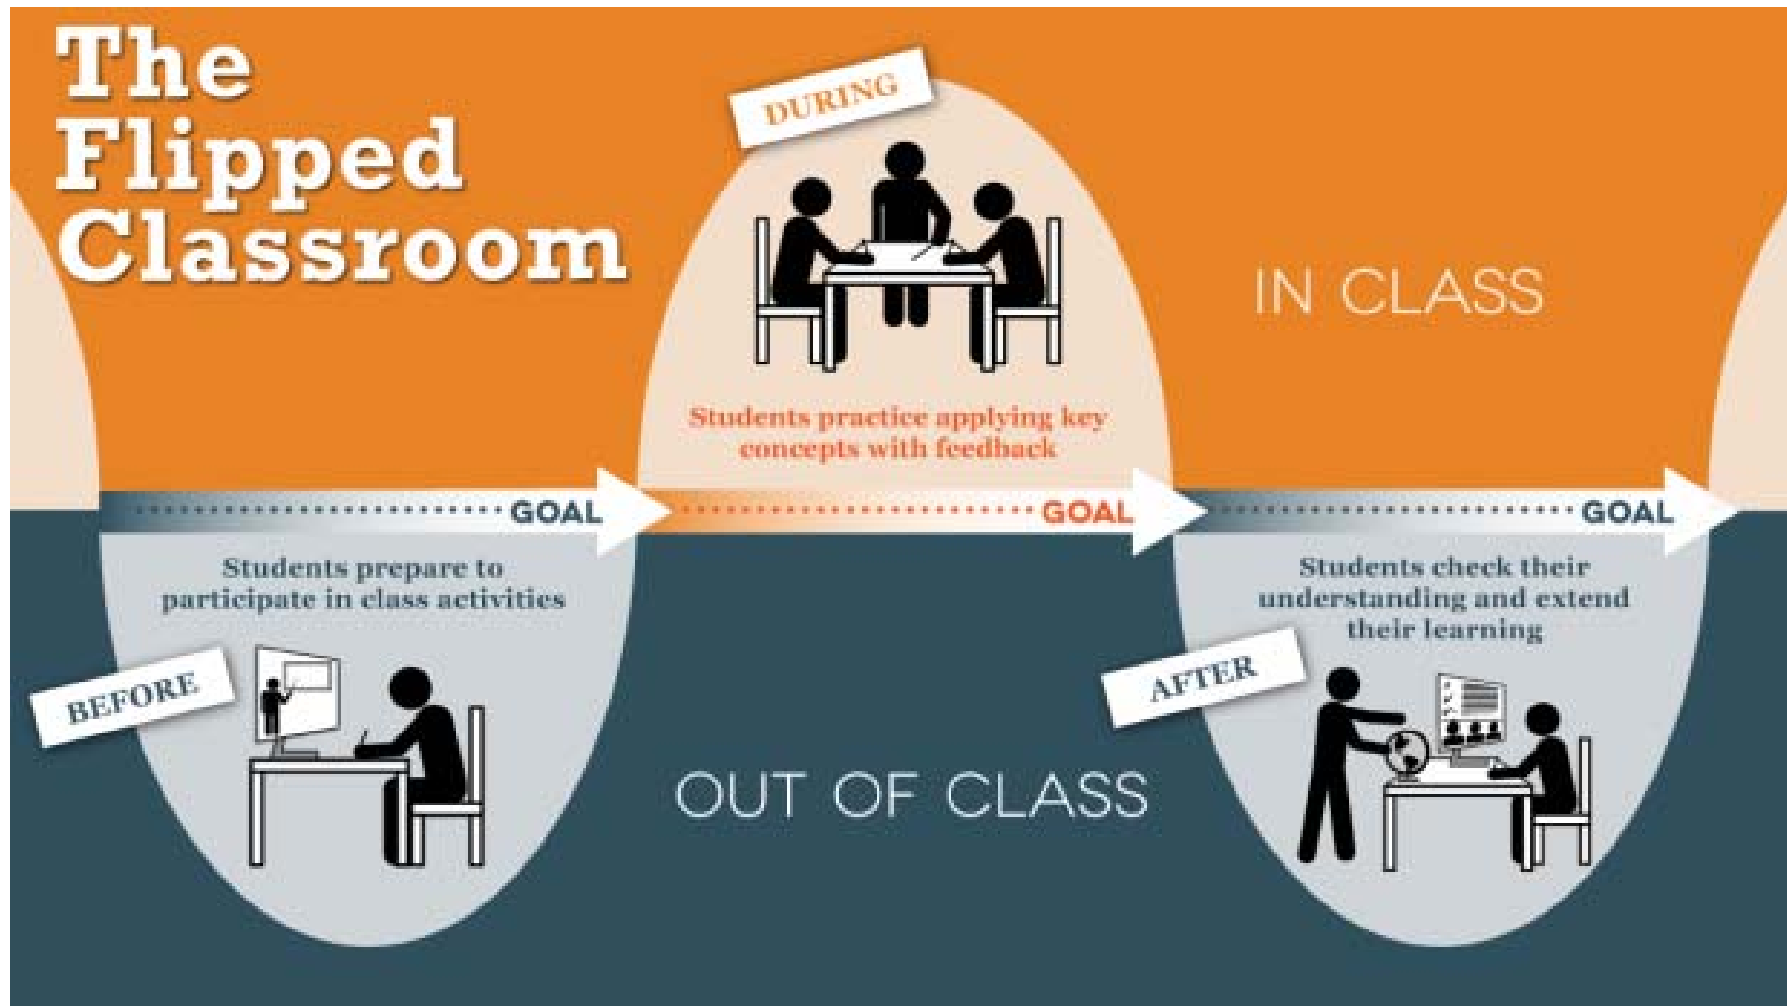 The
Flipped
Classroom
DURING
IN CLASS
Students practice applying key
concepts with feedback
GOAL
GOAL
GOAL
Students prepare to
participate in class activities
BEFORE
OUT OF CLASS
Students check their
understanding and extend
their learning
AFTER